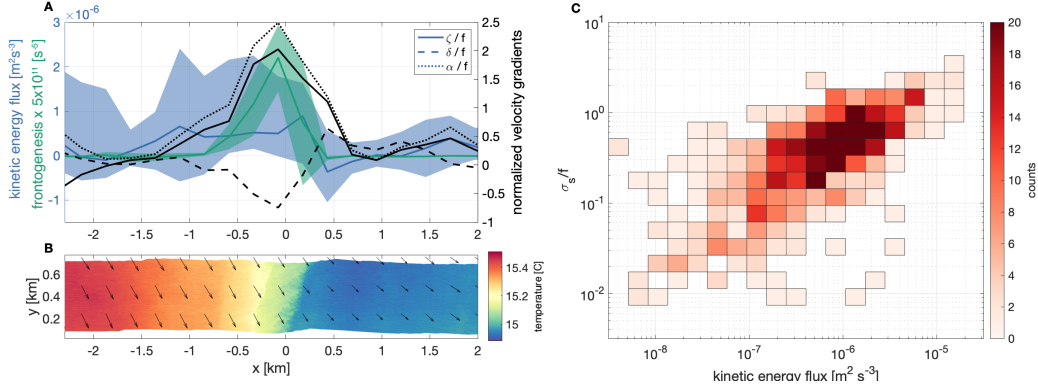 A
×10⁻⁶
kinetic energy flux [m²s⁻³]
frontogenesis x 5x10¹¹ [s⁻⁵]
3
2
1
0
-1
2.5
2.0
1.5
1.0
0.5
0
-0.5
-1
normalized velocity gradients
ζ / f
δ / f
α / f
-2 -1.5 -1 -0.5 0 0.5 1 1.5 2
B
y [km]
0.6
0.4
0.2
15.4
15.2
15
temperature [C]
-2 -1.5 -1 -0.5 0 0.5 1 1.5 2
x [km]
C
σₛ/f
10¹
10⁰
10⁻¹
10⁻²
10⁻⁸ 10⁻⁷ 10⁻⁶ 10⁻⁵
kinetic energy flux [m² s⁻³]
20
18
16
14
12
10
8
6
4
2
0
counts